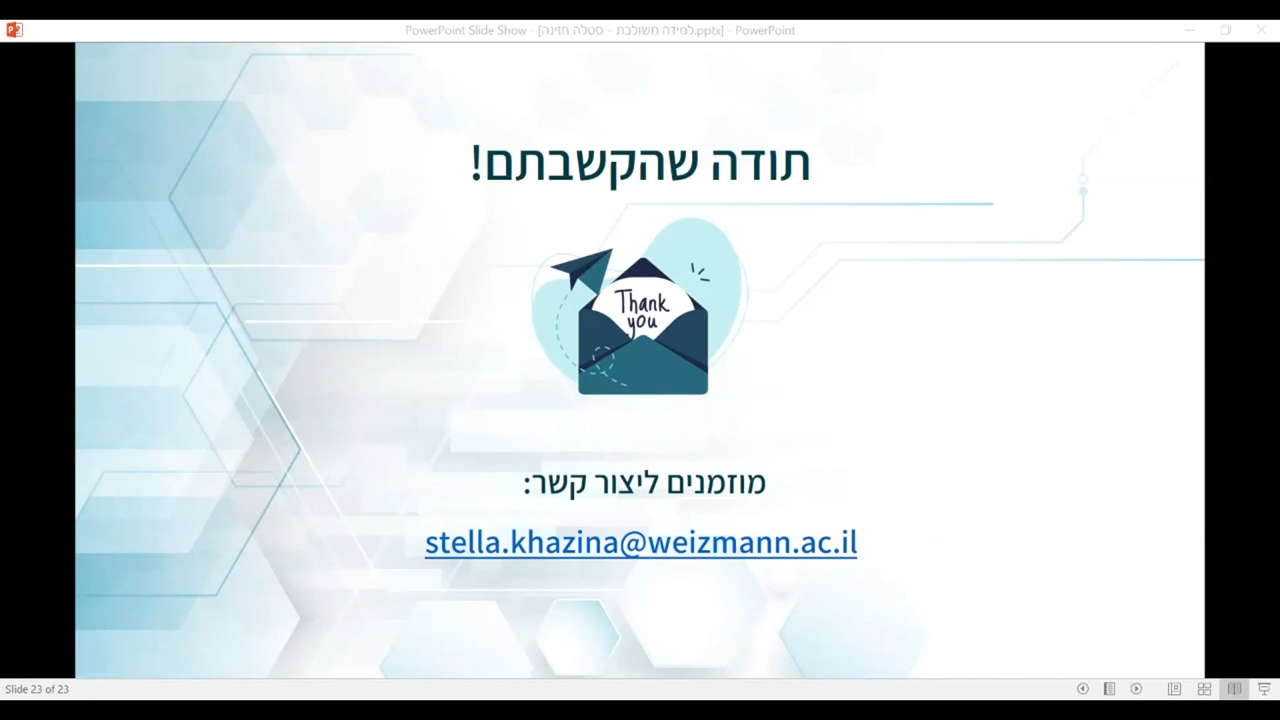 PowerPoint Slide Show - [למידה משולבת – סטלה חזינה.pptx] - PowerPoint
תודה שהקשבתם!
Thank
you
מוזמנים ליצור קשר:
stella.khazina@weizmann.ac.il
Slide 23 of 23